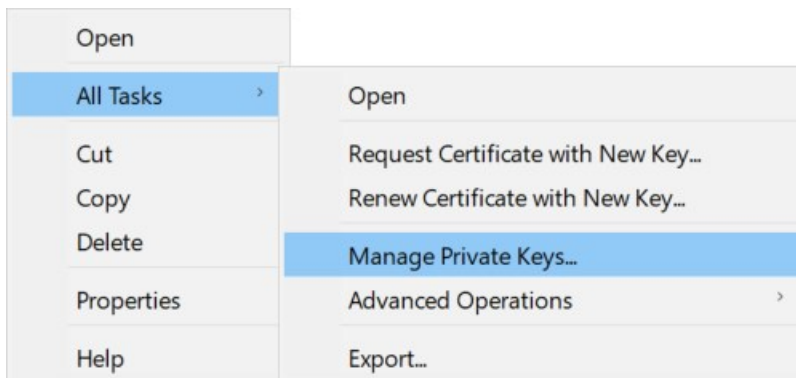 Open
All Tasks
Cut
Copy
Delete
Properties
Help
Open
Request Certificate with New Key...
Renew Certificate with New Key...
Manage Private Keys...
Advanced Operations
Export...